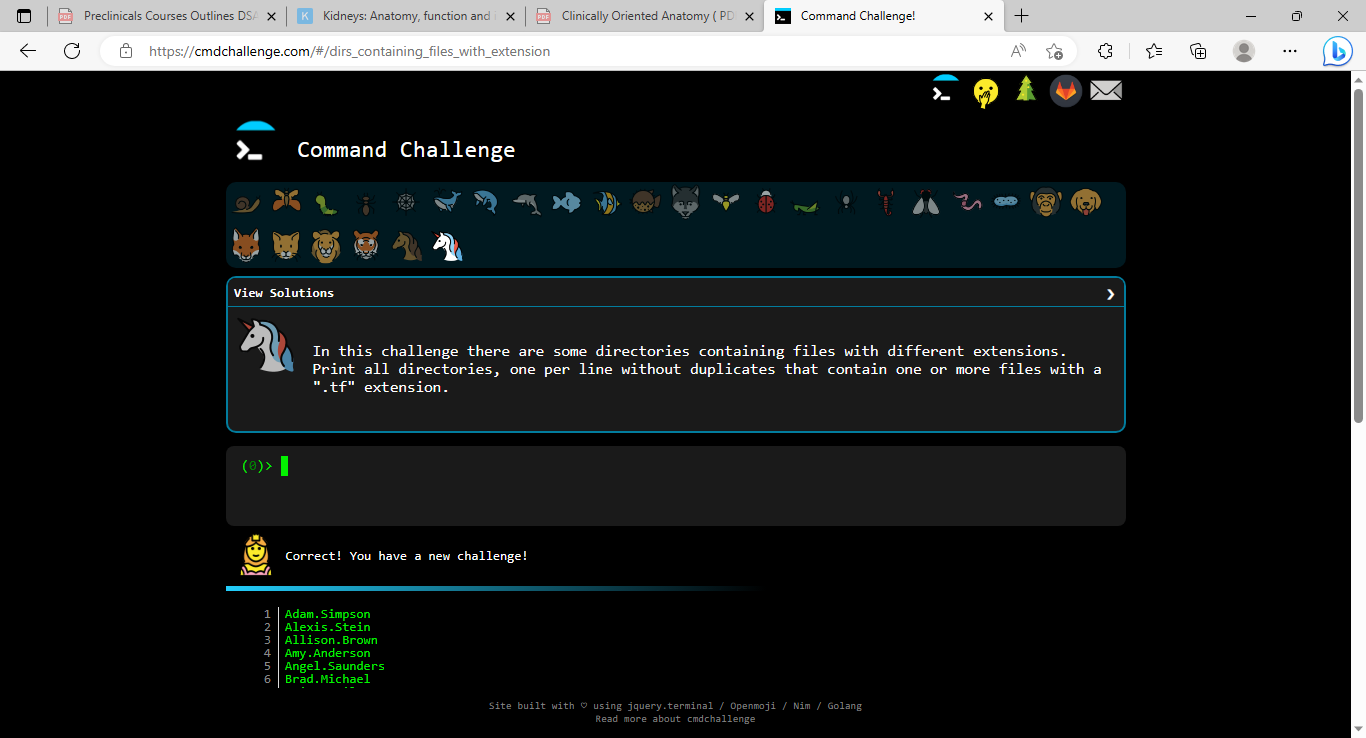 Preclinicals Courses Outlines DSA
Kidneys: Anatomy, function and
Clinically Oriented Anatomy ( PD
Command Challenge!
https://cmdchallenge.com/#/dirs_containing_files_with_extension
Command Challenge
View Solutions
In this challenge there are some directories containing files with different extensions.
Print all directories, one per line without duplicates that contain one or more files with a
".tf" extension.
(0)>
Correct! You have a new challenge!
1 Adam.Simpson
2 Alexis.Stein
3 Allison.Brown
4 Amy.Anderson
5 Angel.Saunders
6 Brad.Michael
Site built with ♡ using jquery.terminal / Openmoji / Nim / Golang
Read more about cmdchallenge